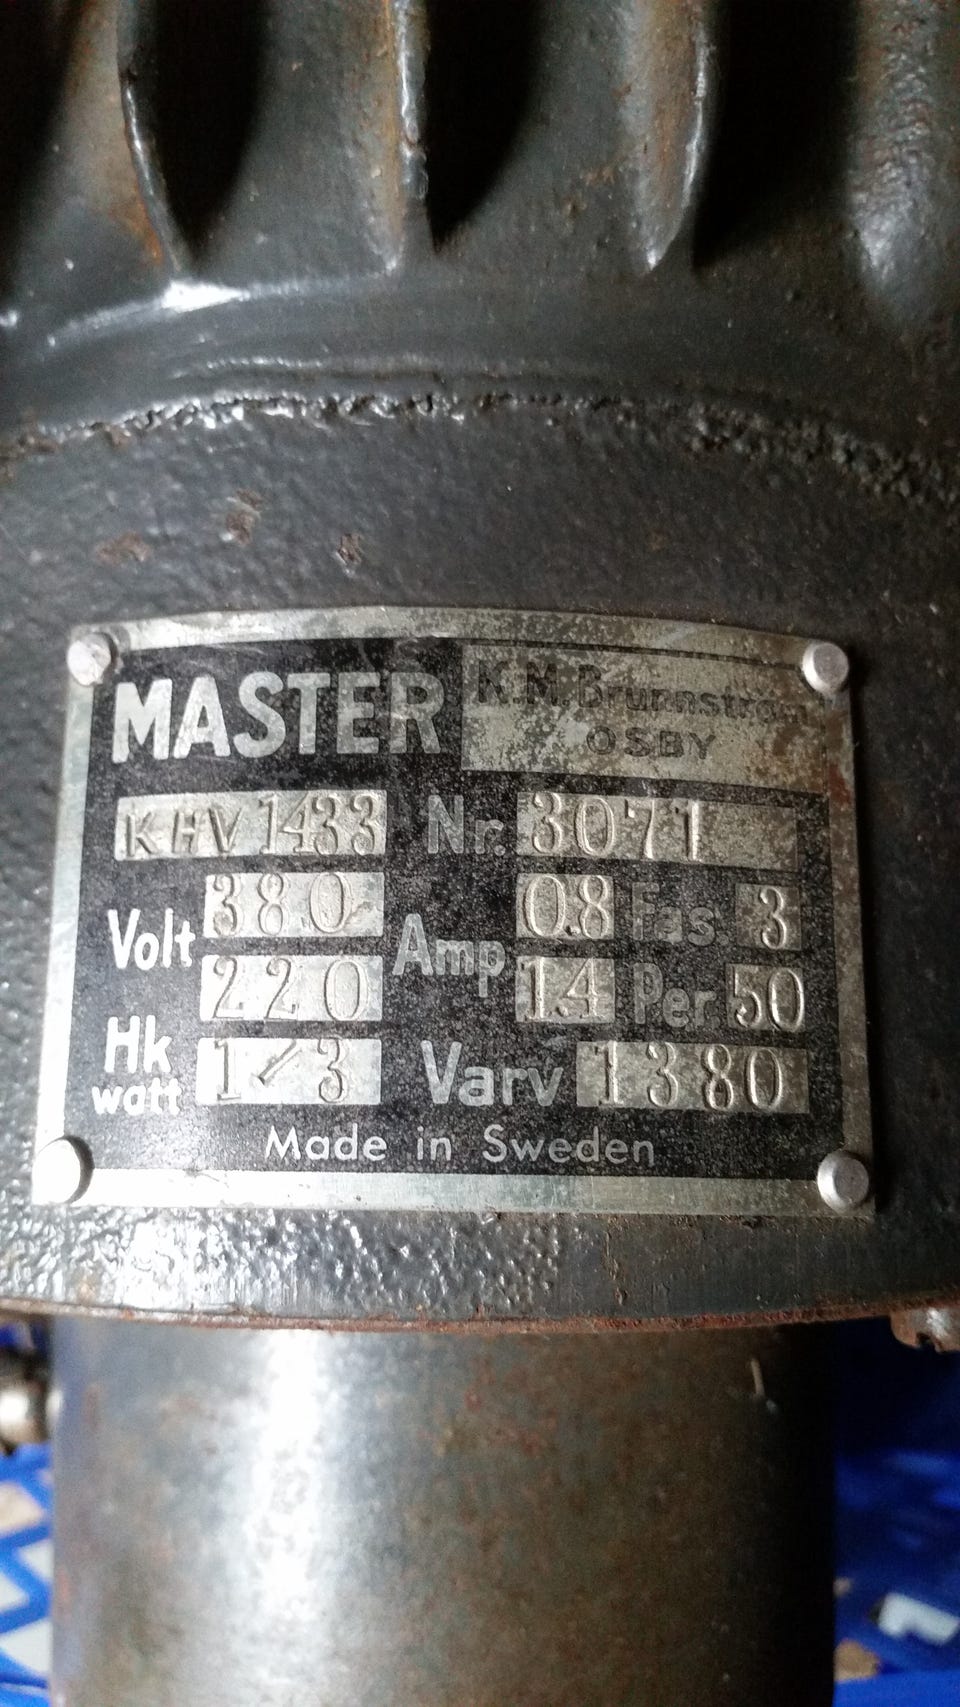 MASTER K.M. Brunnström
OSBY
KHV 1433 Nr. 3071
Volt 380 Amp 0.8 Fas. 3
220 1.4 Per. 50
Hk watt 1/3 Varv 1380
Made in Sweden